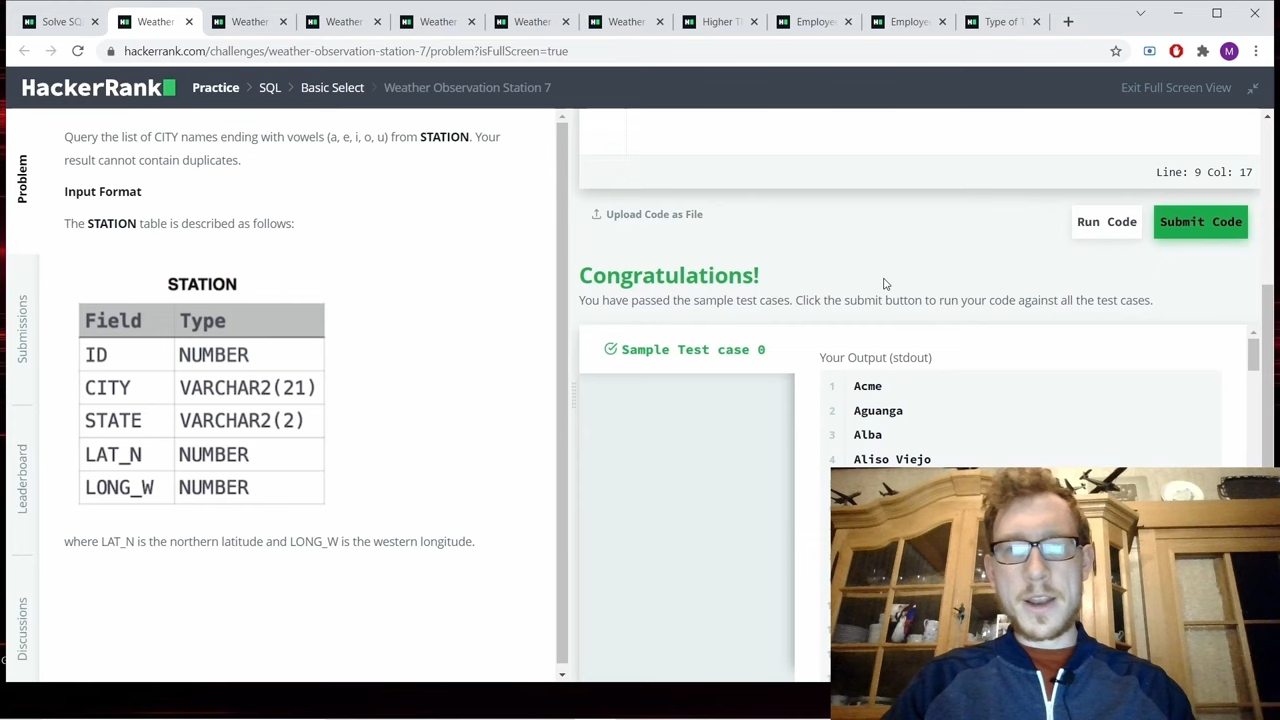 Solve SQ
Weather
Weather
Weather
Weather
Weather
Weather
Higher T
Employe
Employe
Type of T
hackerrank.com/challenges/weather-observation-station-7/problem?isFullScreen=true
M
HackerRank
Practice > SQL > Basic Select > Weather Observation Station 7
Exit Full Screen View
Problem
Submissions
Leaderboard
Discussions
Query the list of CITY names ending with vowels (a, e, i, o, u) from STATION. Your
result cannot contain duplicates.
Input Format
The STATION table is described as follows:
STATION
Field Type
ID NUMBER
CITY VARCHAR2(21)
STATE VARCHAR2(2)
LAT_N NUMBER
LONG_W NUMBER
where LAT_N is the northern latitude and LONG_W is the western longitude.
Line: 9 Col: 17
Upload Code as File
Run Code
Submit Code
Congratulations!
You have passed the sample test cases. Click the submit button to run your code against all the test cases.
Sample Test case 0
Your Output (stdout)
1 Acme
2 Aguanga
3 Alba
4 Aliso Viejo